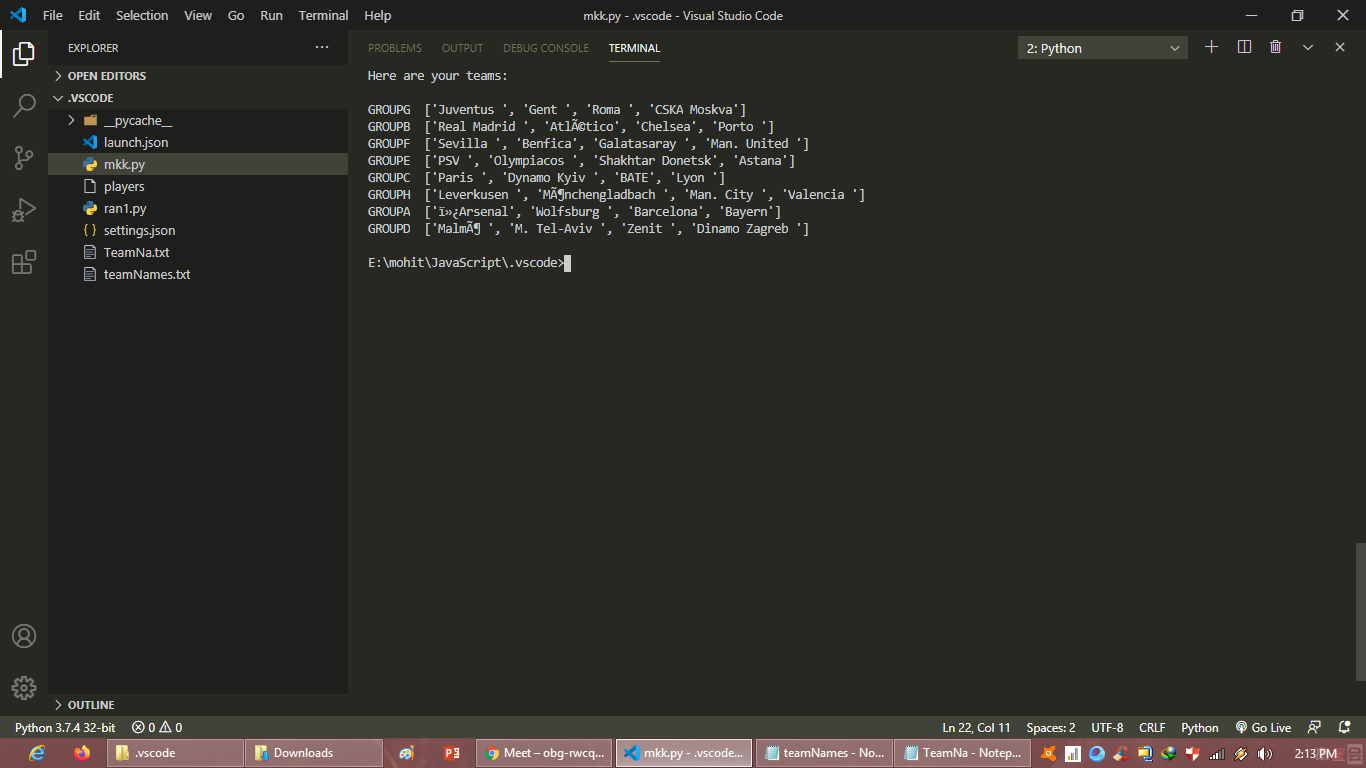 File Edit Selection View Go Run Terminal Help
mkk.py - .vscode - Visual Studio Code
EXPLORER
OPEN EDITORS
.VSCODE
__pycache__
launch.json
mkk.py
players
ran1.py
settings.json
TeamNa.txt
teamNames.txt
OUTLINE
PROBLEMS OUTPUT DEBUG CONSOLE TERMINAL
2: Python
Here are your teams:
GROUPG ['Juventus ', 'Gent ', 'Roma ', 'CSKA Moskva']
GROUPB ['Real Madrid ', 'AtlÃ©tico', 'Chelsea', 'Porto ']
GROUPF ['Sevilla ', 'Benfica', 'Galatasaray ', 'Man. United ']
GROUPE ['PSV ', 'Olympiacos ', 'Shakhtar Donetsk', 'Astana']
GROUPC ['Paris ', 'Dynamo Kyiv ', 'BATE', 'Lyon ']
GROUPH ['Leverkusen ', 'MÃ¶nchengladbach ', 'Man. City ', 'Valencia ']
GROUPA ['ï»¿Arsenal', 'Wolfsburg ', 'Barcelona', 'Bayern']
GROUPD ['MalmÃ¶ ', 'M. Tel-Aviv ', 'Zenit ', 'Dinamo Zagreb ']
E:\mohit\JavaScript\.vscode>
Python 3.7.4 32-bit 0 0
Ln 22, Col 11 Spaces: 2 UTF-8 CRLF Python Go Live
.vscode
Downloads
Meet – obg-rwcq...
mkk.py - .vscode...
teamNames - No...
TeamNa - Notep...
2:13 PM